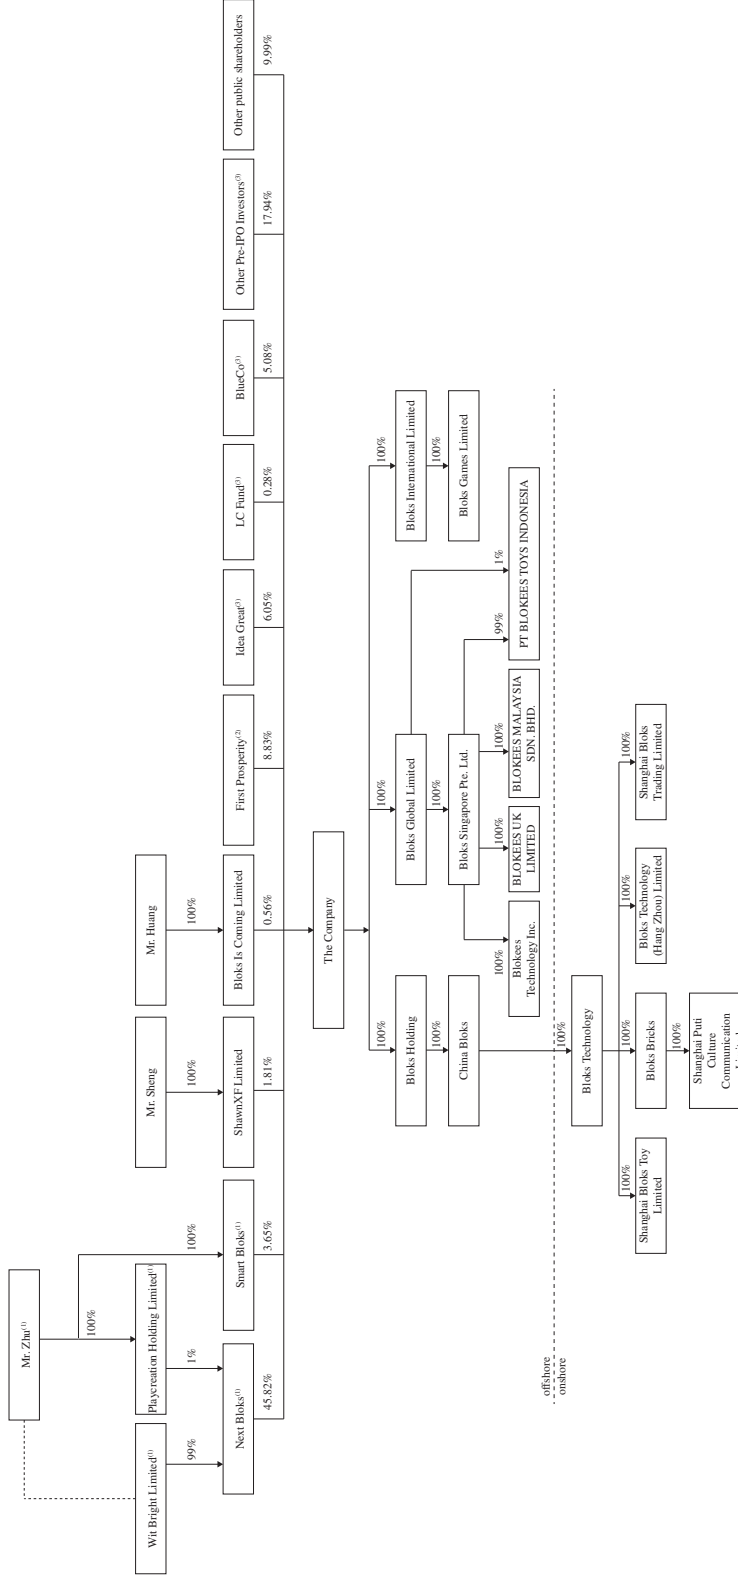 Mr. Zhu(1)
100%
Wit Bright Limited(1)
Playcreation Holding Limited(1)
Mr. Sheng
Mr. Huang
99%
1%
100%
100%
100%
Next Bloks(1)
Smart Bloks(1)
ShawnXF Limited
Bloks Is Coming Limited
First Prosperity(2)
Idea Great(3)
LC Fund(3)
BlueCo(3)
Other Pre-IPO Investors(3)
Other public shareholders
45.82%
3.65%
1.81%
0.56%
8.83%
6.05%
0.28%
5.08%
17.94%
9.99%
The Company
100%
100%
100%
Bloks Holding
Bloks Global Limited
Bloks International Limited
100%
100%
100%
China Bloks
Bloks Singapore Pte. Ltd.
Bloks Games Limited
100%
100%
100%
99%
1%
Blokees
Technology Inc.
BLOKEES UK
LIMITED
BLOKEES MALAYSIA
SDN. BHD.
PT BLOKEES TOYS INDONESIA
offshore
onshore
100%
Bloks Technology
100%
100%
100%
100%
Shanghai Bloks Toy
Limited
Bloks Bricks
Bloks Technology
(Hang Zhou) Limited
Shanghai Bloks
Trading Limited
100%
Shanghai Puti
Culture
Communication